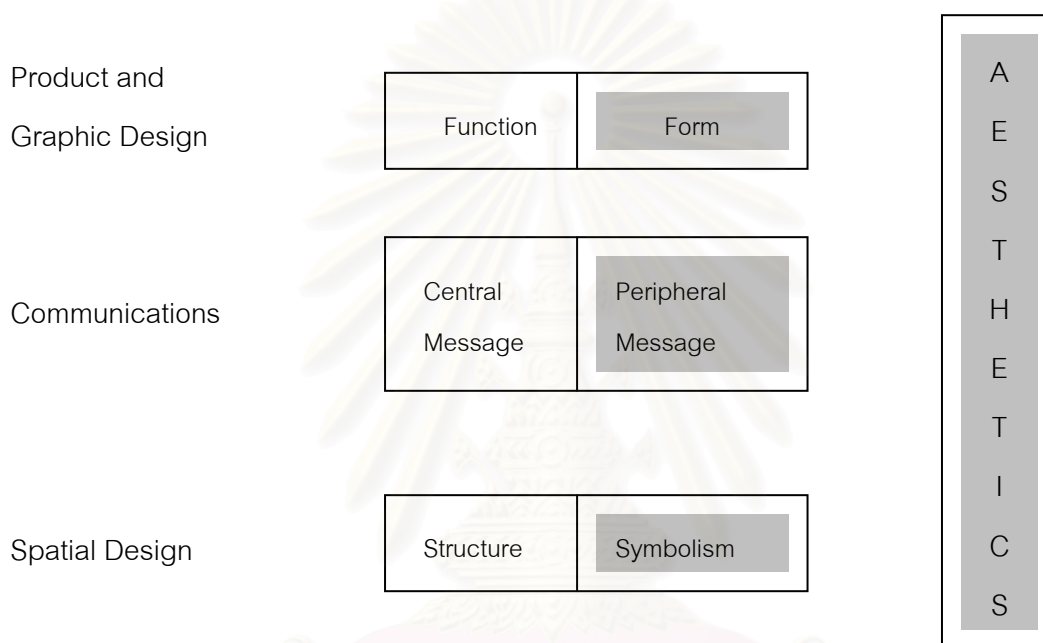 Product and
Graphic Design
Function
Form
Central
Message
Peripheral
Message
Communications
Structure
Symbolism
Spatial Design
A
E
S
T
H
E
T
I
C
S